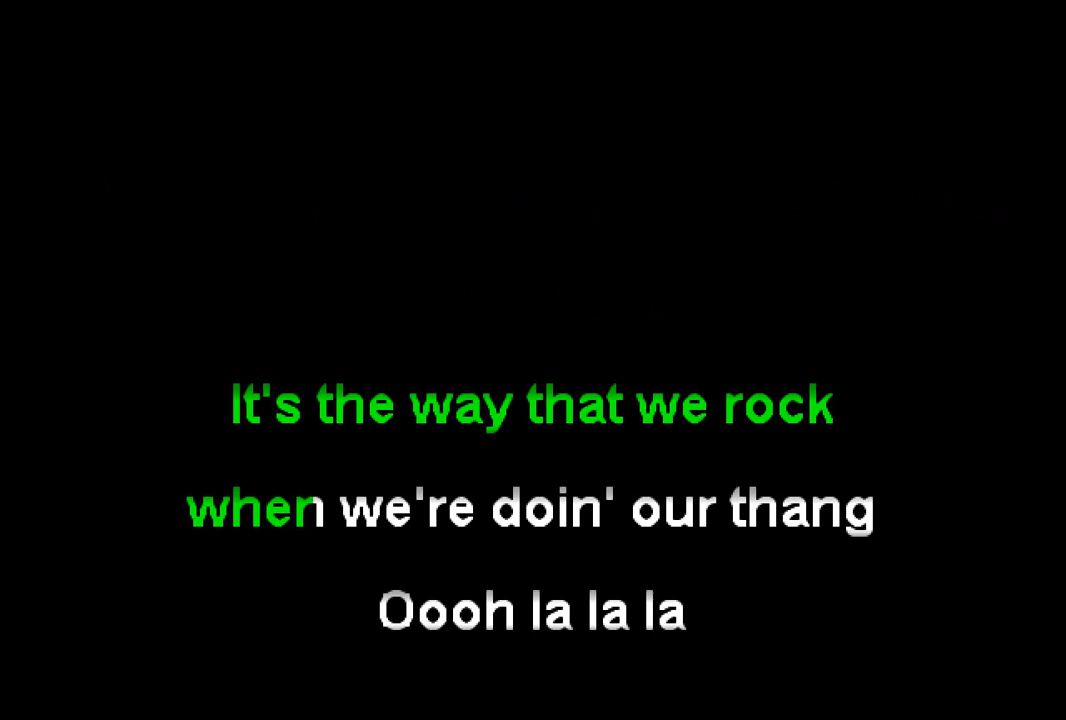 It's the way that we rock
when we're doin' our thang
Oooh la la la